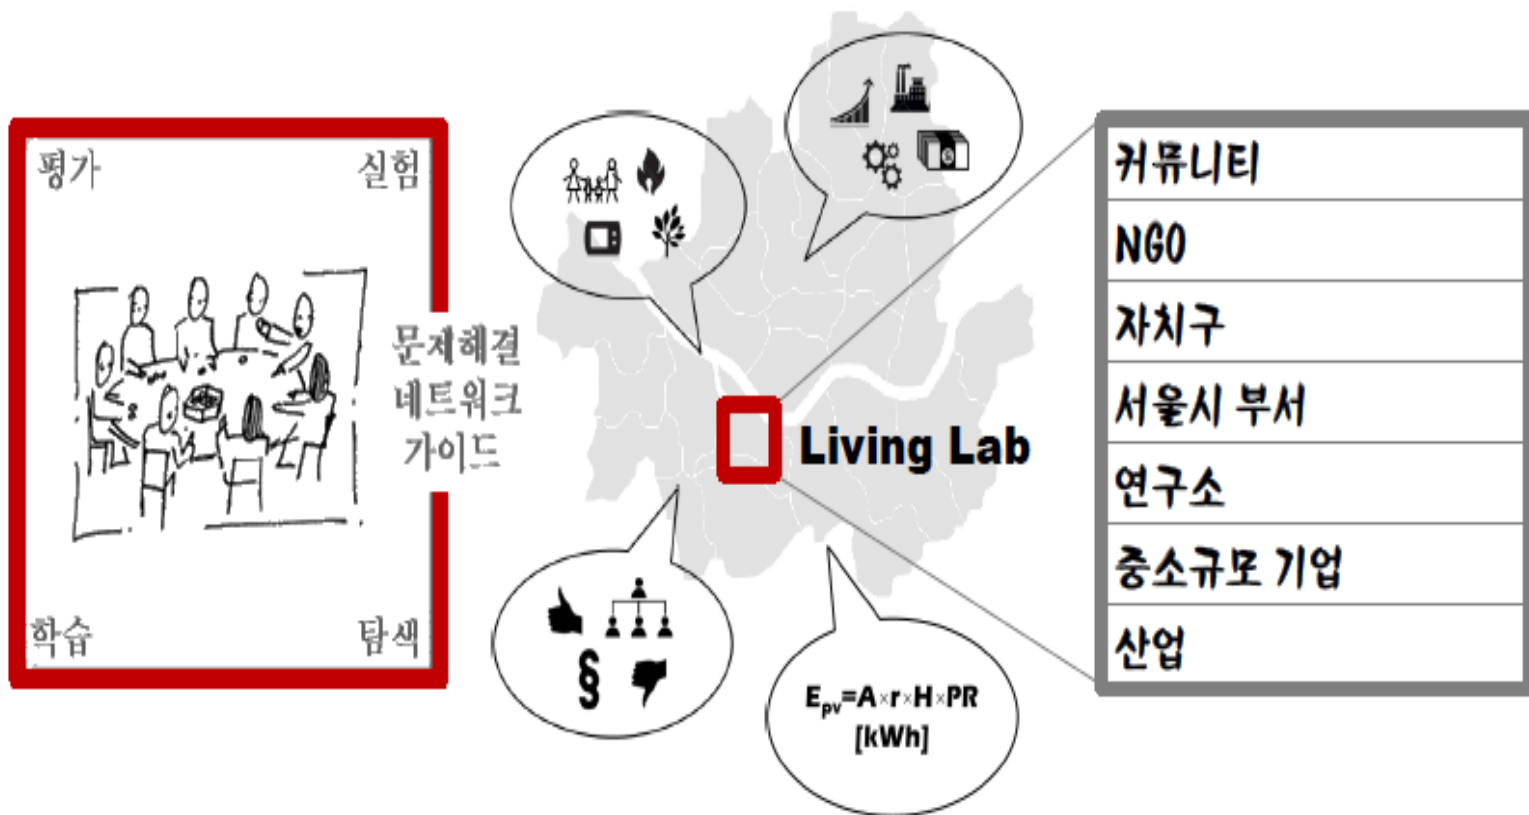 평가
실험
문제해결
네트워크
가이드
학습
탐색
Living Lab
§
E_pv=A×r×H×PR
[kWh]
커뮤니티
NGO
자치구
서울시 부서
연구소
중소규모 기업
산업